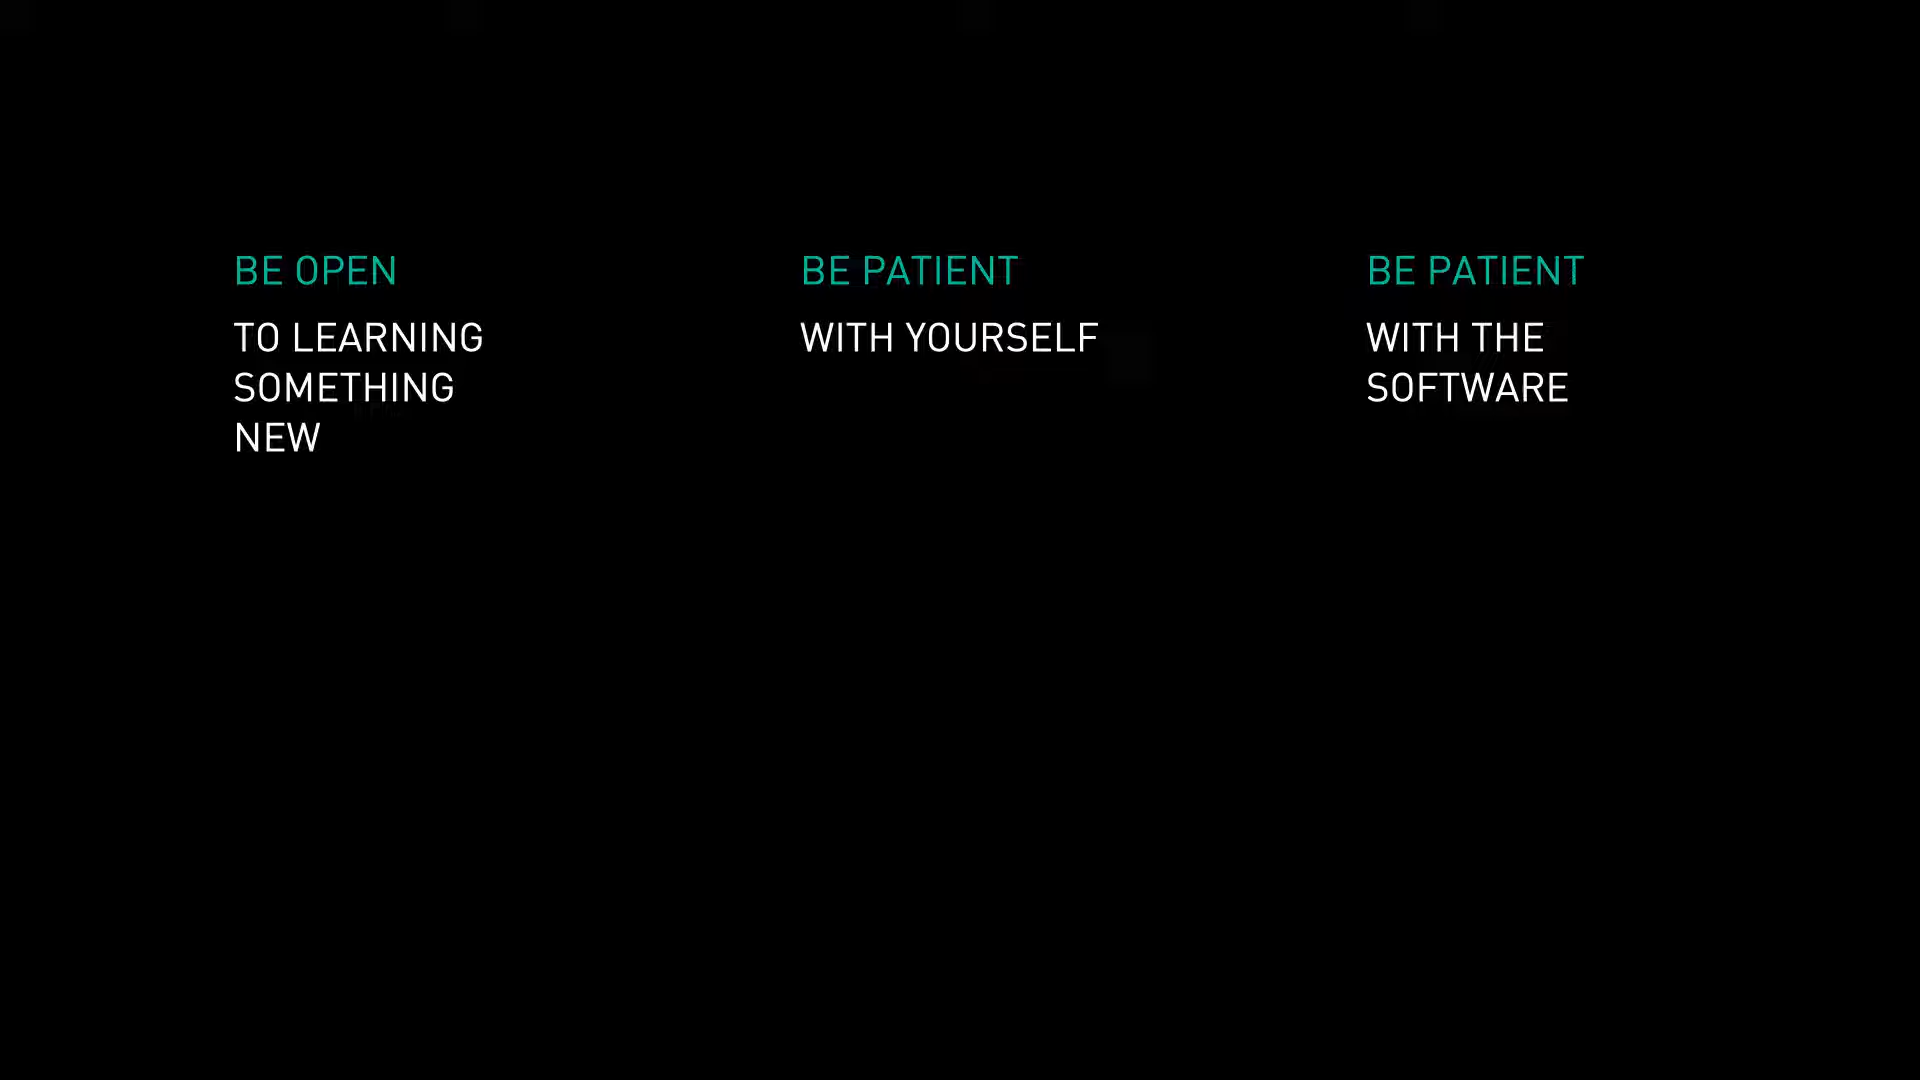 BE OPEN
TO LEARNING
SOMETHING
NEW
BE PATIENT
WITH YOURSELF
BE PATIENT
WITH THE
SOFTWARE